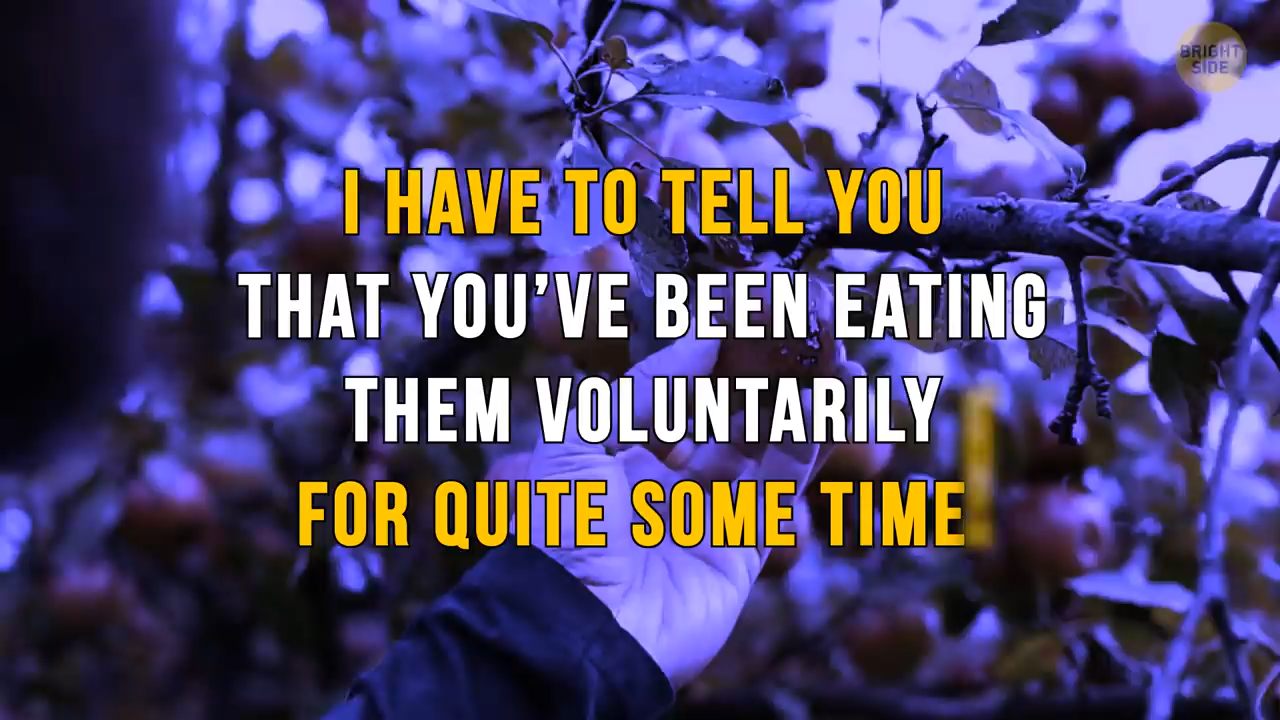 BRIGHT
SIDE
I HAVE TO TELL YOU
THAT YOU'VE BEEN EATING
THEM VOLUNTARILY
FOR QUITE SOME TIME